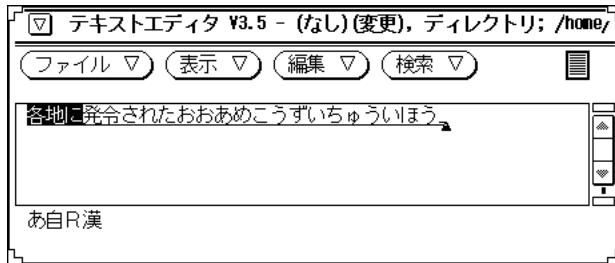 テキストエディタ V3.5 - (なし)(変更), ディレクトリ; /home/
ファイル ▽ 表示 ▽ 編集 ▽ 検索 ▽
各地に発令されたおおあめこうずいちゅういほう
あ自R漢